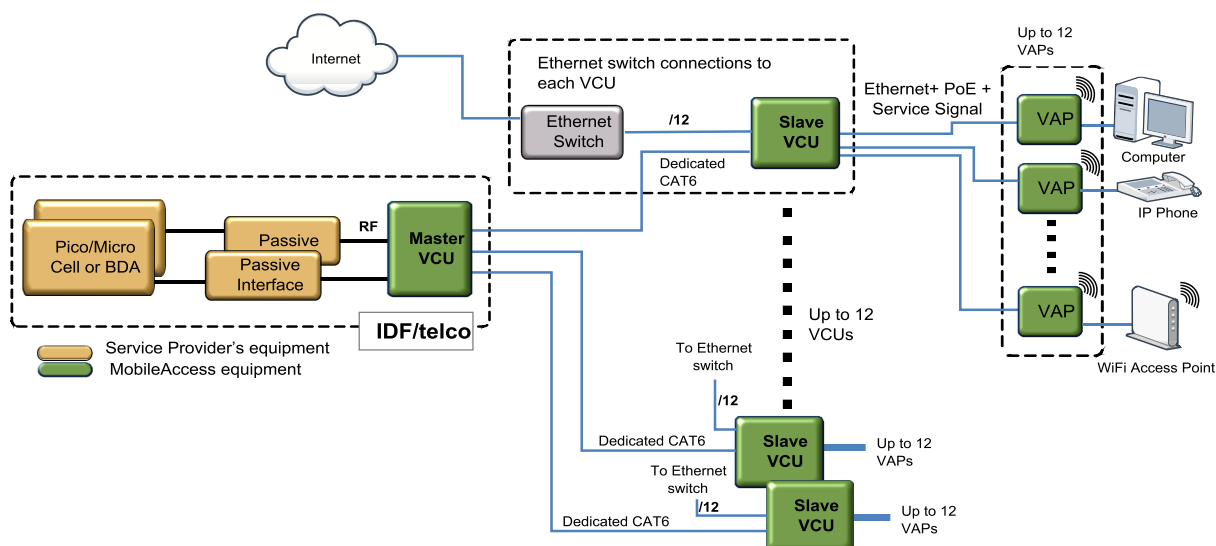 Internet
Ethernet switch connections to
each VCU
Ethernet
Switch
/12
Slave
VCU
Dedicated
CAT6
Ethernet+ PoE +
Service Signal
Up to 12
VAPs
VAP
Computer
VAP
IP Phone
VAP
WiFi Access Point
Pico/Micro
Cell or BDA
Passive
Passive
Interface
RF
Master
VCU
IDF/telco
Service Provider’s equipment
MobileAccess equipment
Up to 12
VCUs
To Ethernet
switch
/12
Dedicated CAT6
Slave
VCU
Up to 12
VAPs
To Ethernet
switch
/12
Dedicated CAT6
Slave
VCU
Up to 12
VAPs